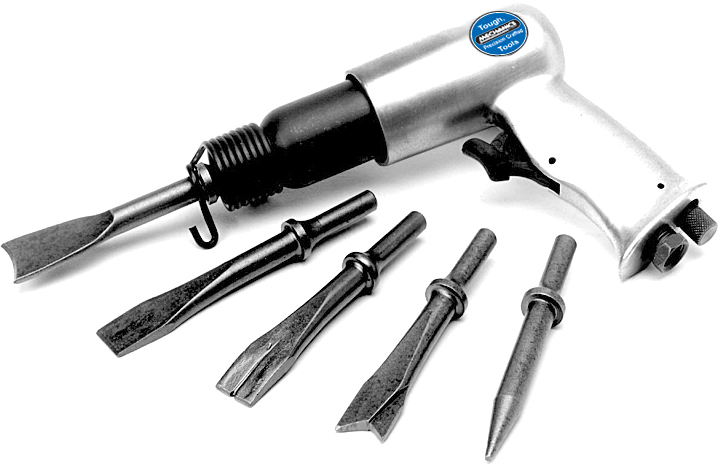 Tough.
MECHANICS
Precision Crafted
Tools